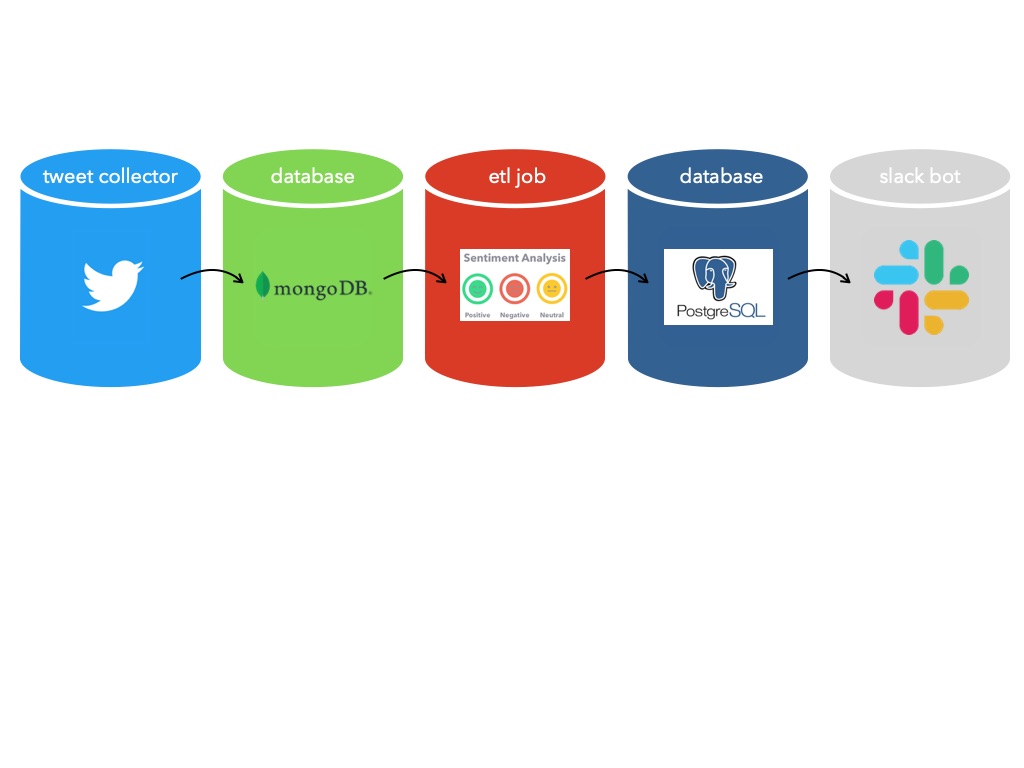 tweet collector
database
etl job
database
slack bot
mongoDB.
Sentiment Analysis
Positive Negative Neutral
PostgreSQL